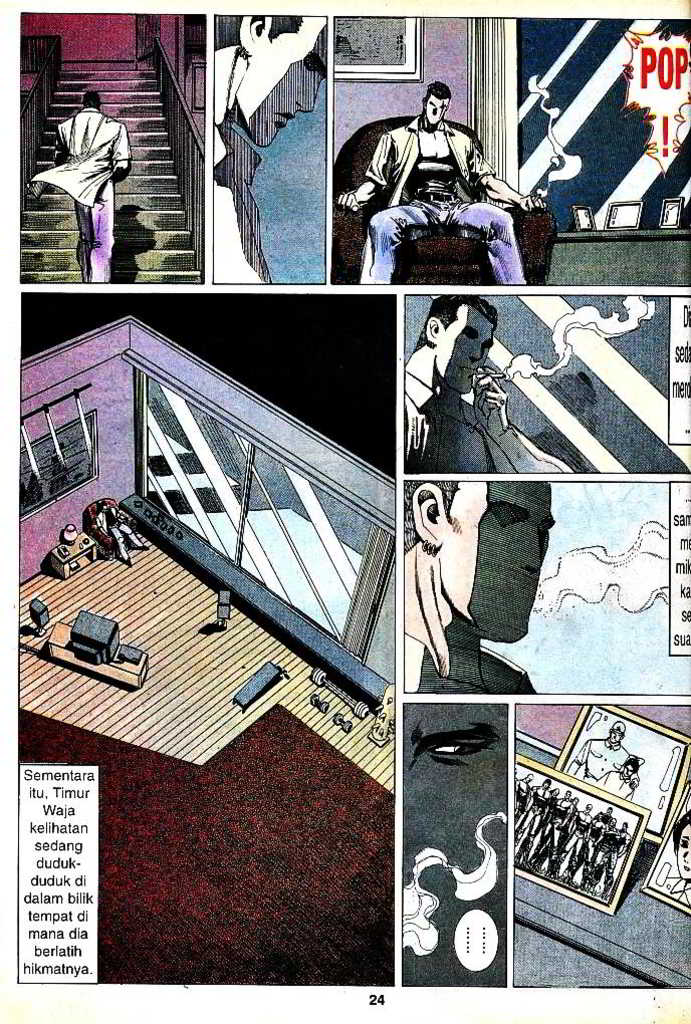 POP
!
sedang
...
...
Sementara
itu, Timur
Waja
kelihatan
sedang
duduk-
duduk di
dalam bilik
tempat di
mana dia
berlatih
hikmatnya.
24